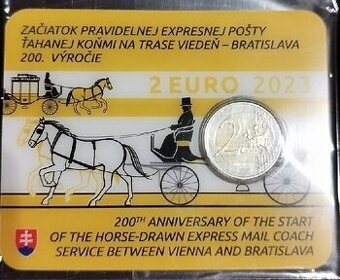 ZAČIATOK PRAVIDELNEJ EXPRESNEJ POŠTY
ŤAHANEJ KOŇMI NA TRASE VIEDEŇ – BRATISLAVA
200. VÝROČIE
2 EURO 2023
2
200TH ANNIVERSARY OF THE START
OF THE HORSE-DRAWN EXPRESS MAIL COACH
SERVICE BETWEEN VIENNA AND BRATISLAVA